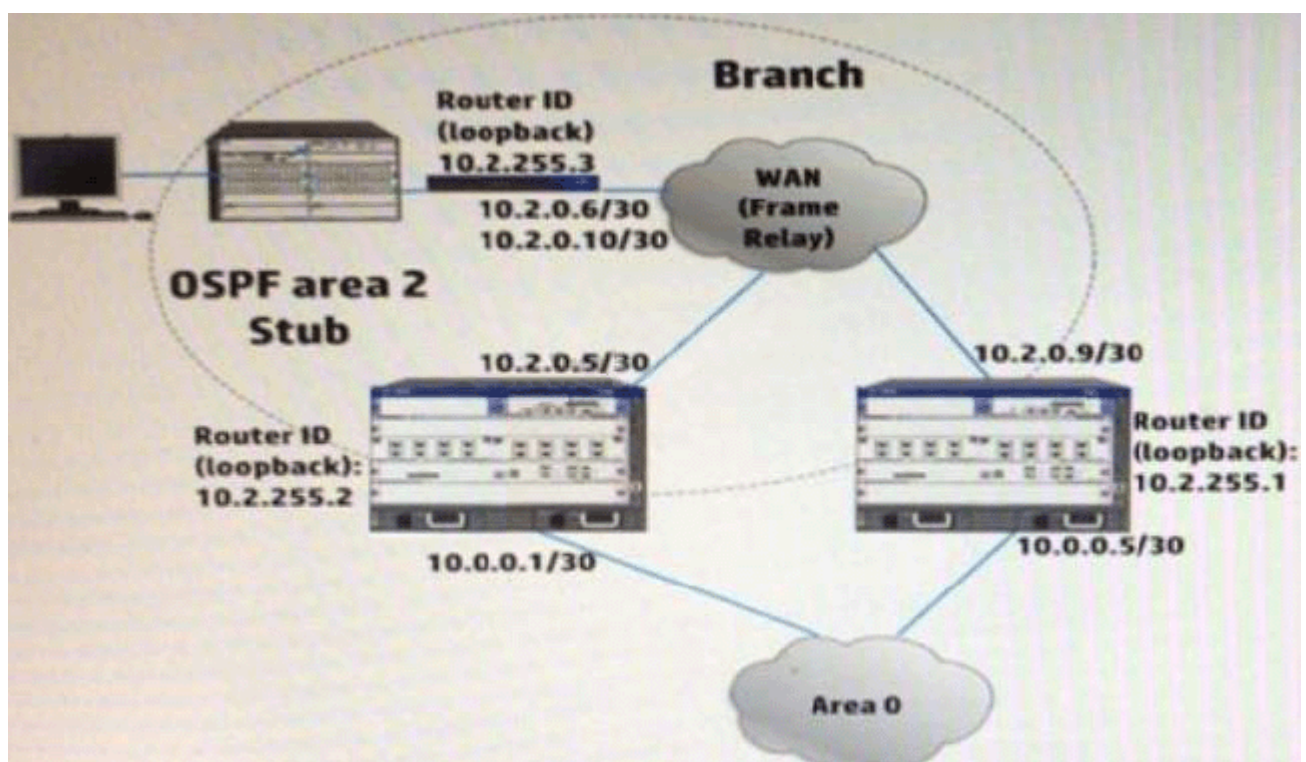 Branch
Router ID
(loopback)
10.2.255.3
10.2.0.6/30
10.2.0.10/30
WAN
(Frame
Relay)
OSPF area 2
Stub
10.2.0.5/30
10.2.0.9/30
Router ID
(loopback):
10.2.255.2
Router ID
(loopback):
10.2.255.1
10.0.0.1/30
10.0.0.5/30
Area 0